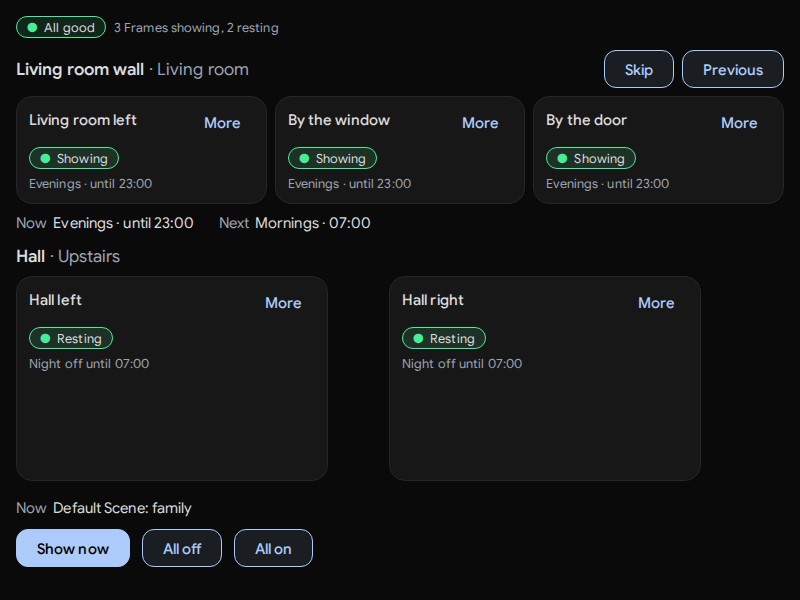 All good 3 Frames showing, 2 resting
Living room wall · Living room Skip Previous
Living room left More By the window More By the door More
Showing Showing Showing
Evenings · until 23:00 Evenings · until 23:00 Evenings · until 23:00
Now Evenings · until 23:00 Next Mornings · 07:00
Hall · Upstairs
Hall left More Hall right More
Resting Resting
Night off until 07:00 Night off until 07:00
Now Default Scene: family
Show now All off All on